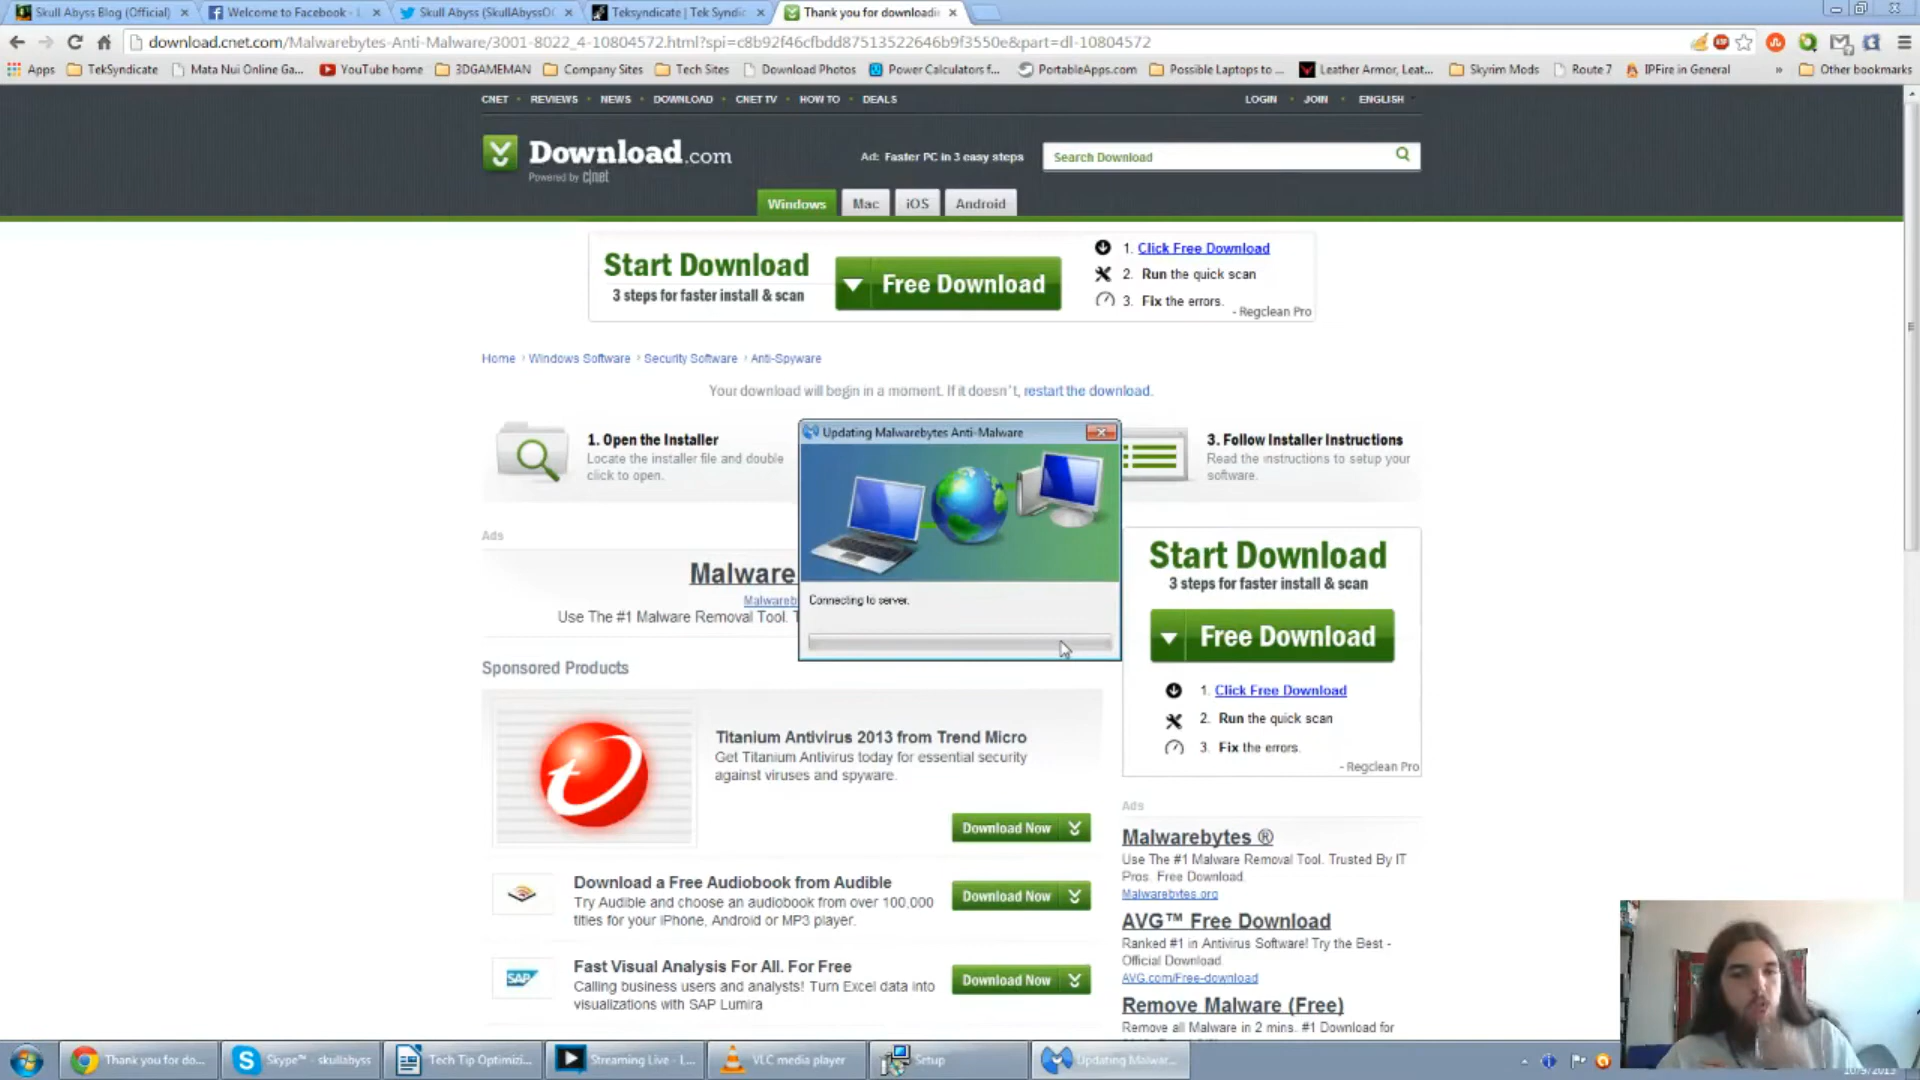 Skull Abyss Blog (Official)
Welcome to Facebook - L
Skull Abyss (SkullAbyssO
Teksyndicate | Tek Syndic
Thank you for downloadin
download.cnet.com/Malwarebytes-Anti-Malware/3001-8022_4-10804572.html?spi=c8b92f46cfbdd87513522646b9f3550e&part=dl-10804572
Apps
TekSyndicate
Mata Nui Online Ga...
YouTube home
3DGAMEMAN
Company Sites
Tech Sites
Download Photos
Power Calculators f...
PortableApps.com
Possible Laptops to ...
Leather Armor, Leat...
Skyrim Mods
Route 7
IPFire in General
»
Other bookmarks
CNET REVIEWS NEWS DOWNLOAD CNET TV HOW TO DEALS
LOGIN JOIN ENGLISH
Download.com
Powered by c|net
Ad: Faster PC in 3 easy steps
Search Download
Windows Mac iOS Android
Start Download
3 steps for faster install & scan
Free Download
1. Click Free Download
2. Run the quick scan
3. Fix the errors.
- Regclean Pro
Home › Windows Software › Security Software › Anti-Spyware
Your download will begin in a moment. If it doesn't, restart the download.
1. Open the Installer
Locate the installer file and double
click to open.
Updating Malwarebytes Anti-Malware
Connecting to server.
3. Follow Installer Instructions
Read the instructions to setup your
software.
Ads
Malware
Malwareb
Use The #1 Malware Removal Tool. T
Start Download
3 steps for faster install & scan
Free Download
1. Click Free Download
2. Run the quick scan
3. Fix the errors.
- Regclean Pro
Sponsored Products
Titanium Antivirus 2013 from Trend Micro
Get Titanium Antivirus today for essential security
against viruses and spyware.
Download Now
Download a Free Audiobook from Audible
Try Audible and choose an audiobook from over 100,000
titles for your iPhone, Android or MP3 player.
Download Now
SAP
Fast Visual Analysis For All. For Free
Calling business users and analysts! Turn Excel data into
visualizations with SAP Lumira
Download Now
Ads
Malwarebytes ®
Use The #1 Malware Removal Tool. Trusted By IT
Pros. Free Download.
Malwarebytes.org
AVG™ Free Download
Ranked #1 in Antivirus Software! Try the Best -
Official Download
AVG.com/Free-download
Remove Malware (Free)
Remove all Malware in 2 mins. #1 Download for
Thank you for do...
Skype™ - skullabyss
Tech Tip Optimizi...
Streaming Live - L...
VLC media player
Setup
Updating Malwar...